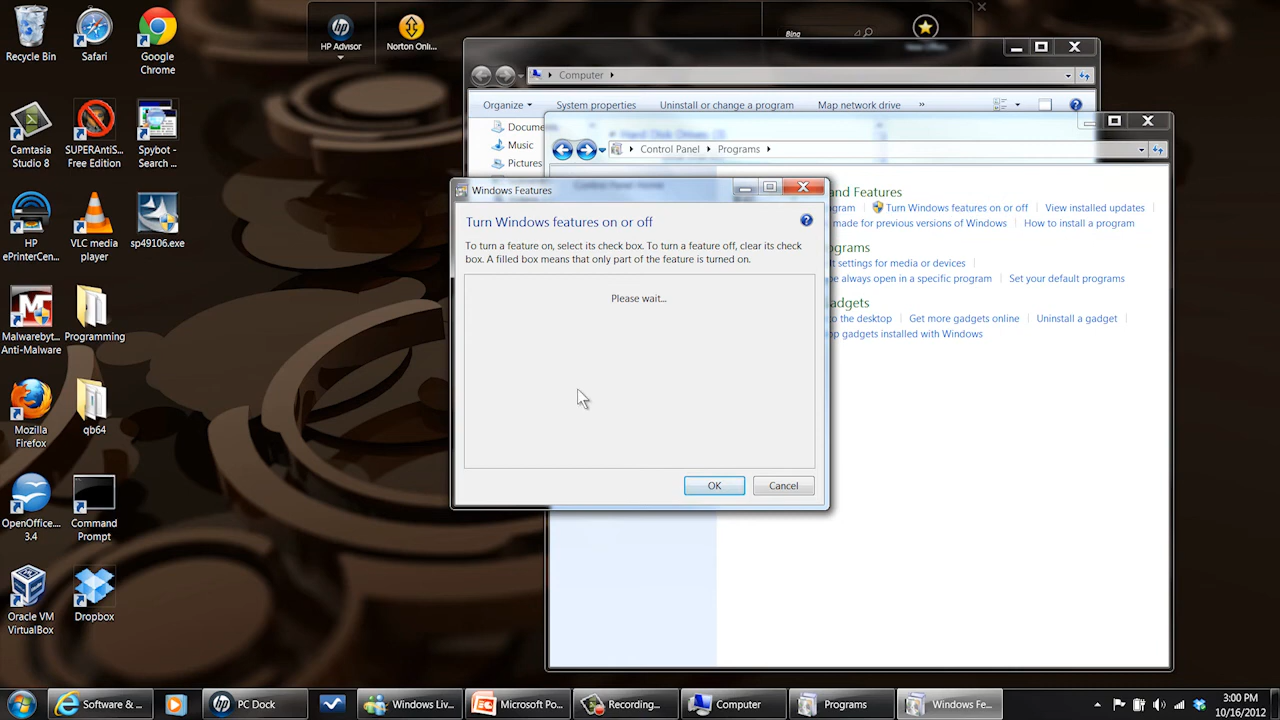 Recycle Bin
Safari
Google
Chrome
HP Advisor
Norton Onli...
Bing
Camtasia
Studio 8
SUPERAntiS...
Free Edition
Spybot -
Search ...
HP
ePrinterCen...
VLC media
player
sp49106.exe
Malwarebyt...
Anti-Malware
Programming
Mozilla
Firefox
qb64
OpenOffice....
3.4
Command
Prompt
Oracle VM
VirtualBox
Dropbox
Computer
Organize
System properties
Uninstall or change a program
Map network drive
»
Docume
Music
Pictures
Hard Disk Drives (3)
Control Panel
Programs
Control Panel Home
and Features
gram
Turn Windows features on or off
View installed updates
made for previous versions of Windows
How to install a program
grams
t settings for media or devices
pe always open in a specific program
Set your default programs
adgets
to the desktop
Get more gadgets online
Uninstall a gadget
op gadgets installed with Windows
Windows Features
Turn Windows features on or off
To turn a feature on, select its check box. To turn a feature off, clear its check
box. A filled box means that only part of the feature is turned on.
Please wait...
OK
Cancel
Software & ...
PC Dock
Windows Liv...
Microsoft Po...
Recording...
Computer
Programs
Windows Fe...
3:00 PM
10/16/2012